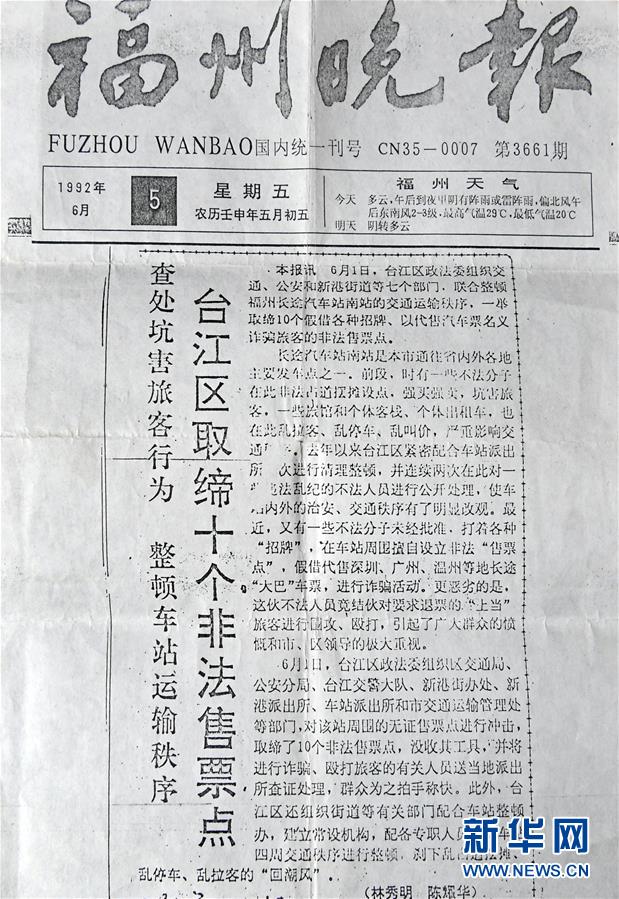 福州晚報
FUZHOU WANBAO国内统一刊号 CN35-0007 第3661期
1992年
6月
5
星期五
农历壬申年五月初五
福州天气
今天 多云,午后到夜里阴有阵雨或雷阵雨,偏北风午
后东南风2-3级,最高气温29℃,最低气温20℃
明天 阴转多云
查处坑害旅客行为 整顿车站运输秩序
台江区取缔十个非法售票点
本报讯 6月1日,台江区政法委组织交
通、公安和新港街道等七个部门,联合整顿
福州长途汽车站南站的交通运输秩序,一举
取缔10个假借各种招牌、以代售汽车票名义
诈骗旅客的非法售票点。
长途汽车站南站是本市通往省内外各地
主要发车点之一。前段,时有一些不法分子
在此非法占道摆摊设点,强买强卖,坑害旅
客,一些旅馆和个体客栈、个体出租车,也
在此乱拉客、乱停车、乱叫价,严重影响交
通 。去年以来台江区紧密配合车站派出
所 次进行清理整顿,并连续两次在此对一
违法乱纪的不法人员进行公开处理,使车
站内外的治安、交通秩序有了明显改观。最
近,又有一些不法分子未经批准,打着各种
“招牌”,在车站周围擅自设立非法“售票
点”,假借代售深圳、广州、温州等地长途
“大巴”车票,进行诈骗活动。更恶劣的是,
这伙不法人员竟结伙对要求退票的“上当”
旅客进行围攻、殴打,引起了广大群众的愤
慨和市、区领导的极大重视。
6月1日,台江区政法委组织区交通局、
公安分局、台江交警大队、新港街办处、新
港派出所、车站派出所和市交通运输管理处
等部门,对该站周围的无证售票点进行冲击,
取缔了10个非法售票点,没收其工具,并将
进行诈骗、殴打旅客的有关人员送当地派出
所查证处理,群众为之拍手称快。此外,台
江区还组织街道等有关部门配合车站整顿
办,建立常设机构,配备专职人员
四周交通秩序进行整顿,刹下乱占道摆摊、
乱停车、乱拉客的“回潮风”。
(林秀明 陈 华)
新华网
NEWS